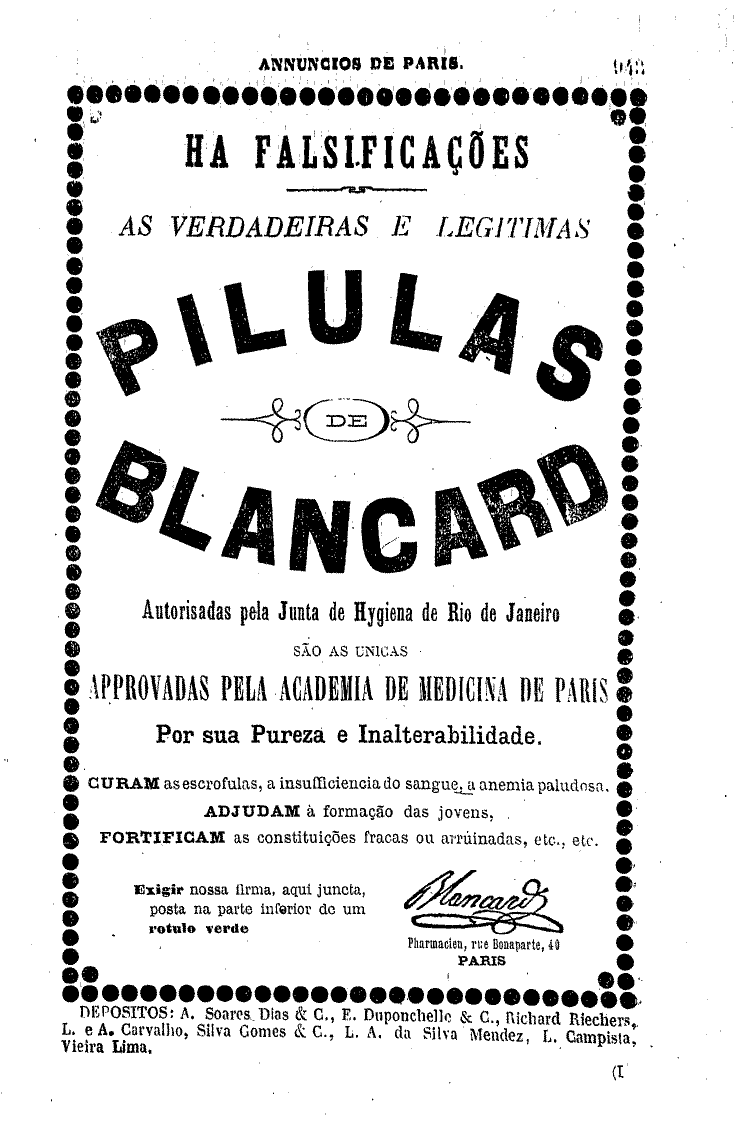 ANNUNCIOS DE PARIS.
943
HA FALSIFICAÇÕES
AS VERDADEIRAS E LEGITIMAS
PILULAS
DE
BLANCARD
Autorisadas pela Junta de Hygiena de Rio de Janeiro
SÃO AS UNICAS
APPROVADAS PELA ACADEMIA DE MEDICINA DE PARIS
Por sua Pureza e Inalterabilidade.
CURAM as escrofulas, a insufficiencia do sangue, a anemia paludosa.
ADJUDAM à formação das jovens,
FORTIFICAM as constituições fracas ou arrúinadas, etc., etc.
Exigir nossa firma, aqui juncta,
posta na parte inferior de um
rotulo verde
Blancard
Pharmacien, rue Bonaparte, 40
PARIS
DEPOSITOS: A. Soares Dias & C., E. Duponchelle & C., Richard Riechers,
L. e A. Carvalho, Silva Gomes & C., L. A. da Silva Mendez, L. Campista,
Vieira Lima.
(I